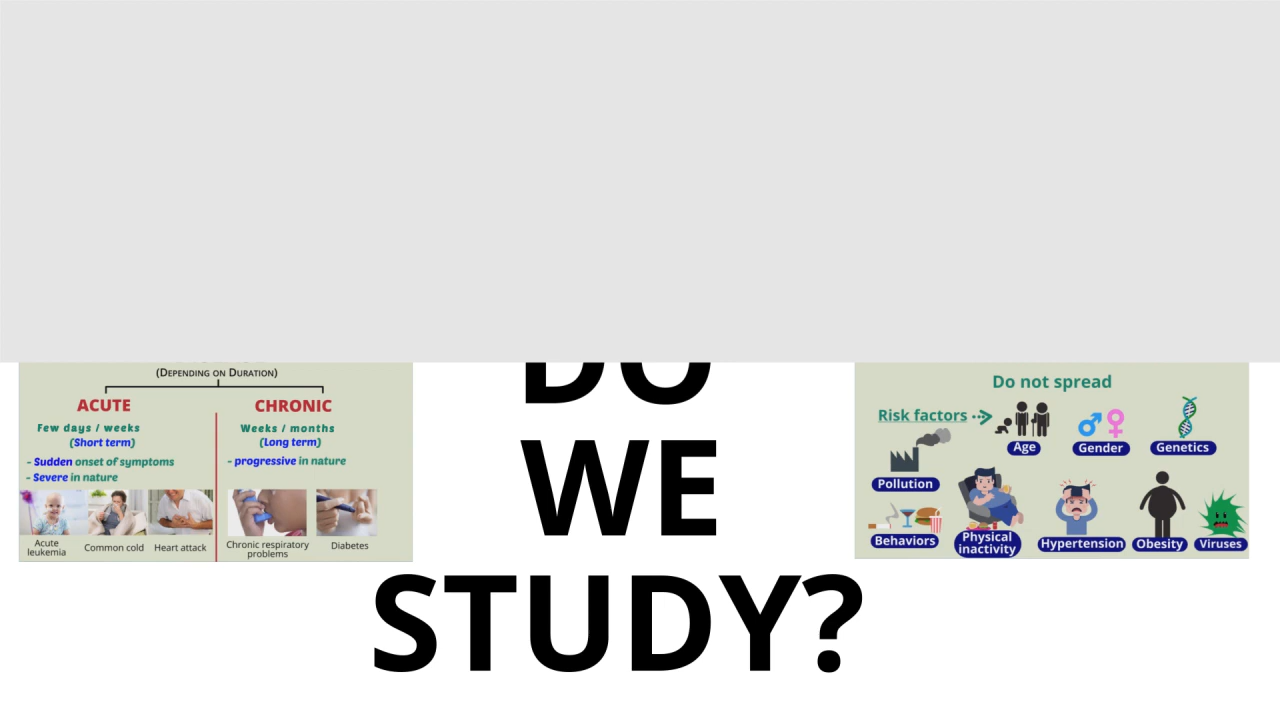 (DEPENDING ON DURATION)
ACUTE
CHRONIC
Few days / weeks
(Short term)
- Sudden onset of symptoms
- Severe in nature
Weeks / months
(Long term)
- progressive in nature
Acute
leukemia
Common cold
Heart attack
Chronic respiratory
problems
Diabetes
DO
WE
STUDY?
Do not spread
Risk factors
Age
Gender
Genetics
Pollution
Behaviors
Physical
inactivity
Hypertension
Obesity
Viruses